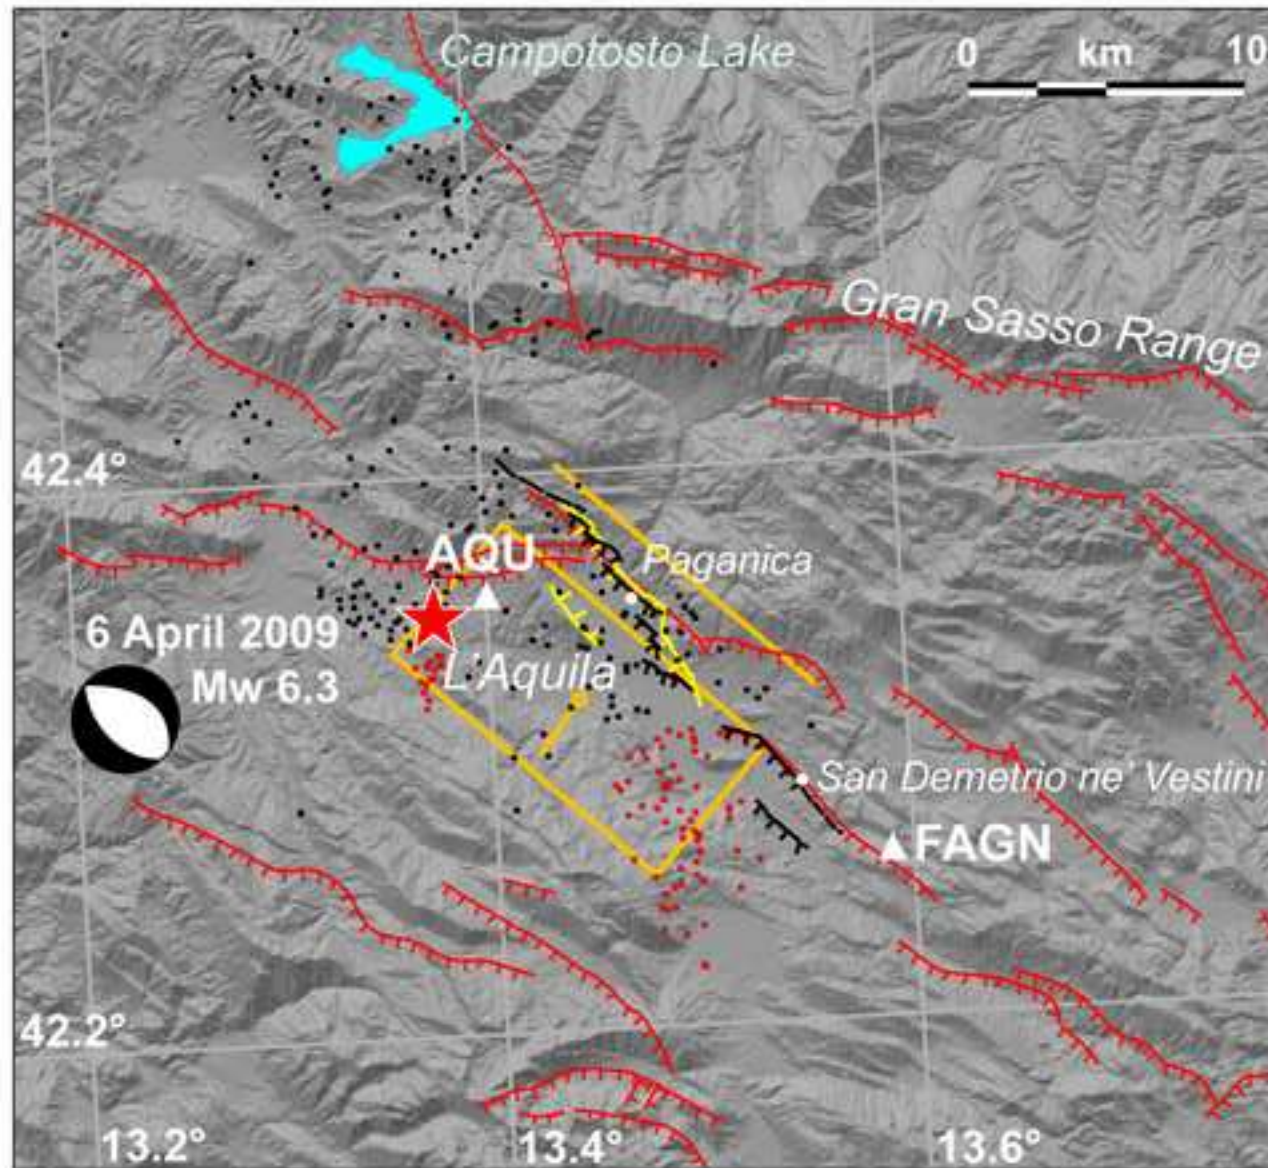 Campotosto Lake
0 km 10
Gran Sasso Range
42.4°
AQU
Paganica
6 April 2009
Mw 6.3
L'Aquila
San Demetrio ne' Vestini
FAGN
42.2°
13.2°
13.4°
13.6°